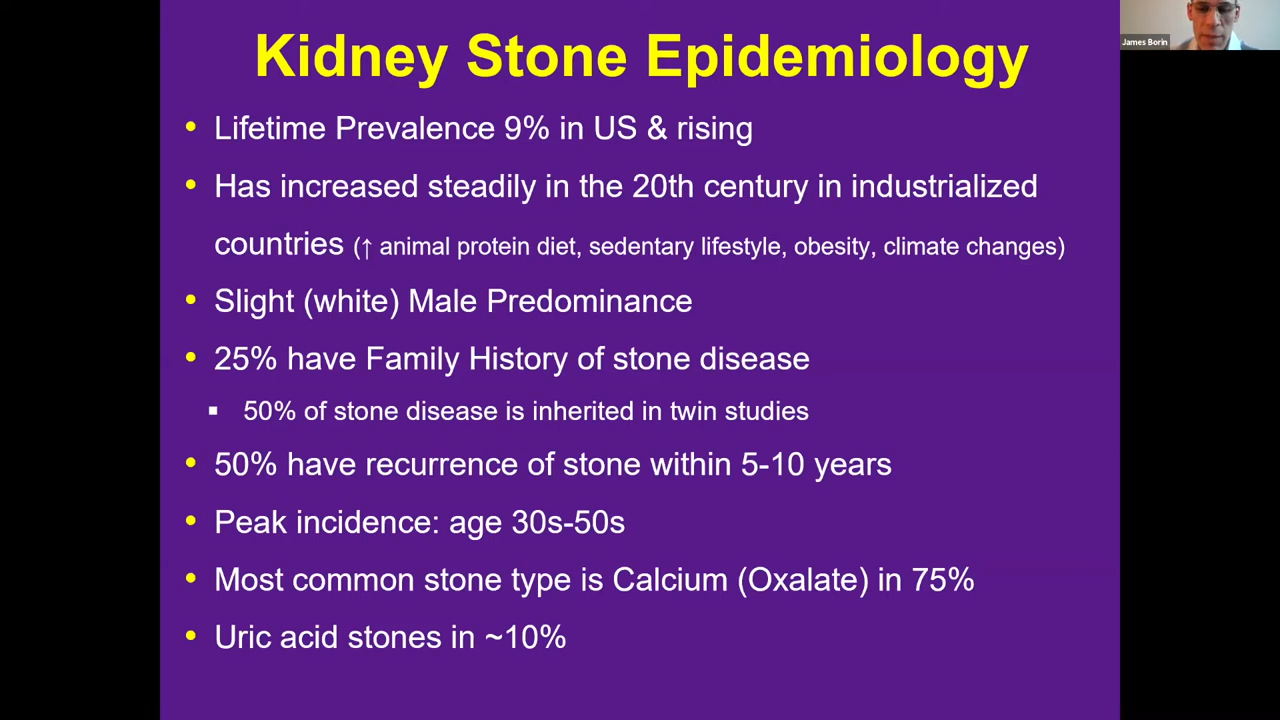 Kidney Stone Epidemiology
James Borin
• Lifetime Prevalence 9% in US & rising
• Has increased steadily in the 20th century in industrialized
countries (↑ animal protein diet, sedentary lifestyle, obesity, climate changes)
• Slight (white) Male Predominance
• 25% have Family History of stone disease
▪ 50% of stone disease is inherited in twin studies
• 50% have recurrence of stone within 5-10 years
• Peak incidence: age 30s-50s
• Most common stone type is Calcium (Oxalate) in 75%
• Uric acid stones in ~10%